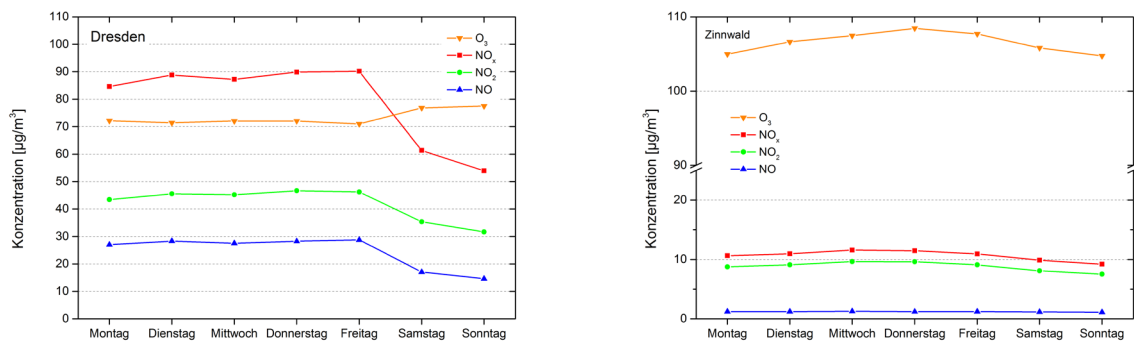 Dresden
O₃
NOₓ
NO₂
NO
Konzentration [µg/m³]
110
100
90
80
70
60
50
40
30
20
10
0
Montag Dienstag Mittwoch Donnerstag Freitag Samstag Sonntag
Zinnwald
O₃
NOₓ
NO₂
NO
Konzentration [µg/m³]
110
100
90
20
10
0
Montag Dienstag Mittwoch Donnerstag Freitag Samstag Sonntag